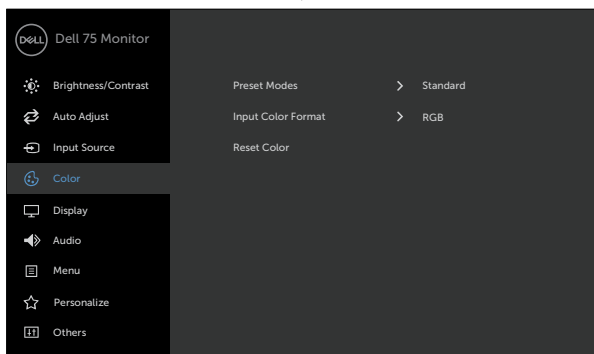 DELL Dell 75 Monitor
Brightness/Contrast Preset Modes Standard
Auto Adjust Input Color Format RGB
Input Source Reset Color
Color
Display
Audio
Menu
Personalize
Others